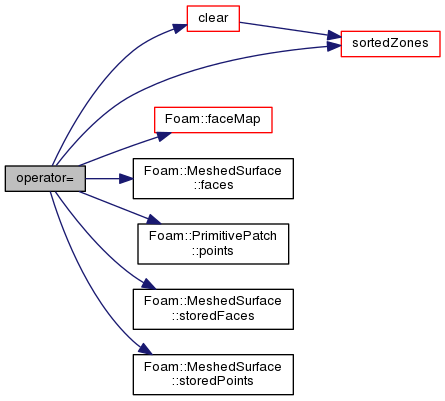 clear
sortedZones
Foam::faceMap
operator=
Foam::MeshedSurface
::faces
Foam::PrimitivePatch
::points
Foam::MeshedSurface
::storedFaces
Foam::MeshedSurface
::storedPoints